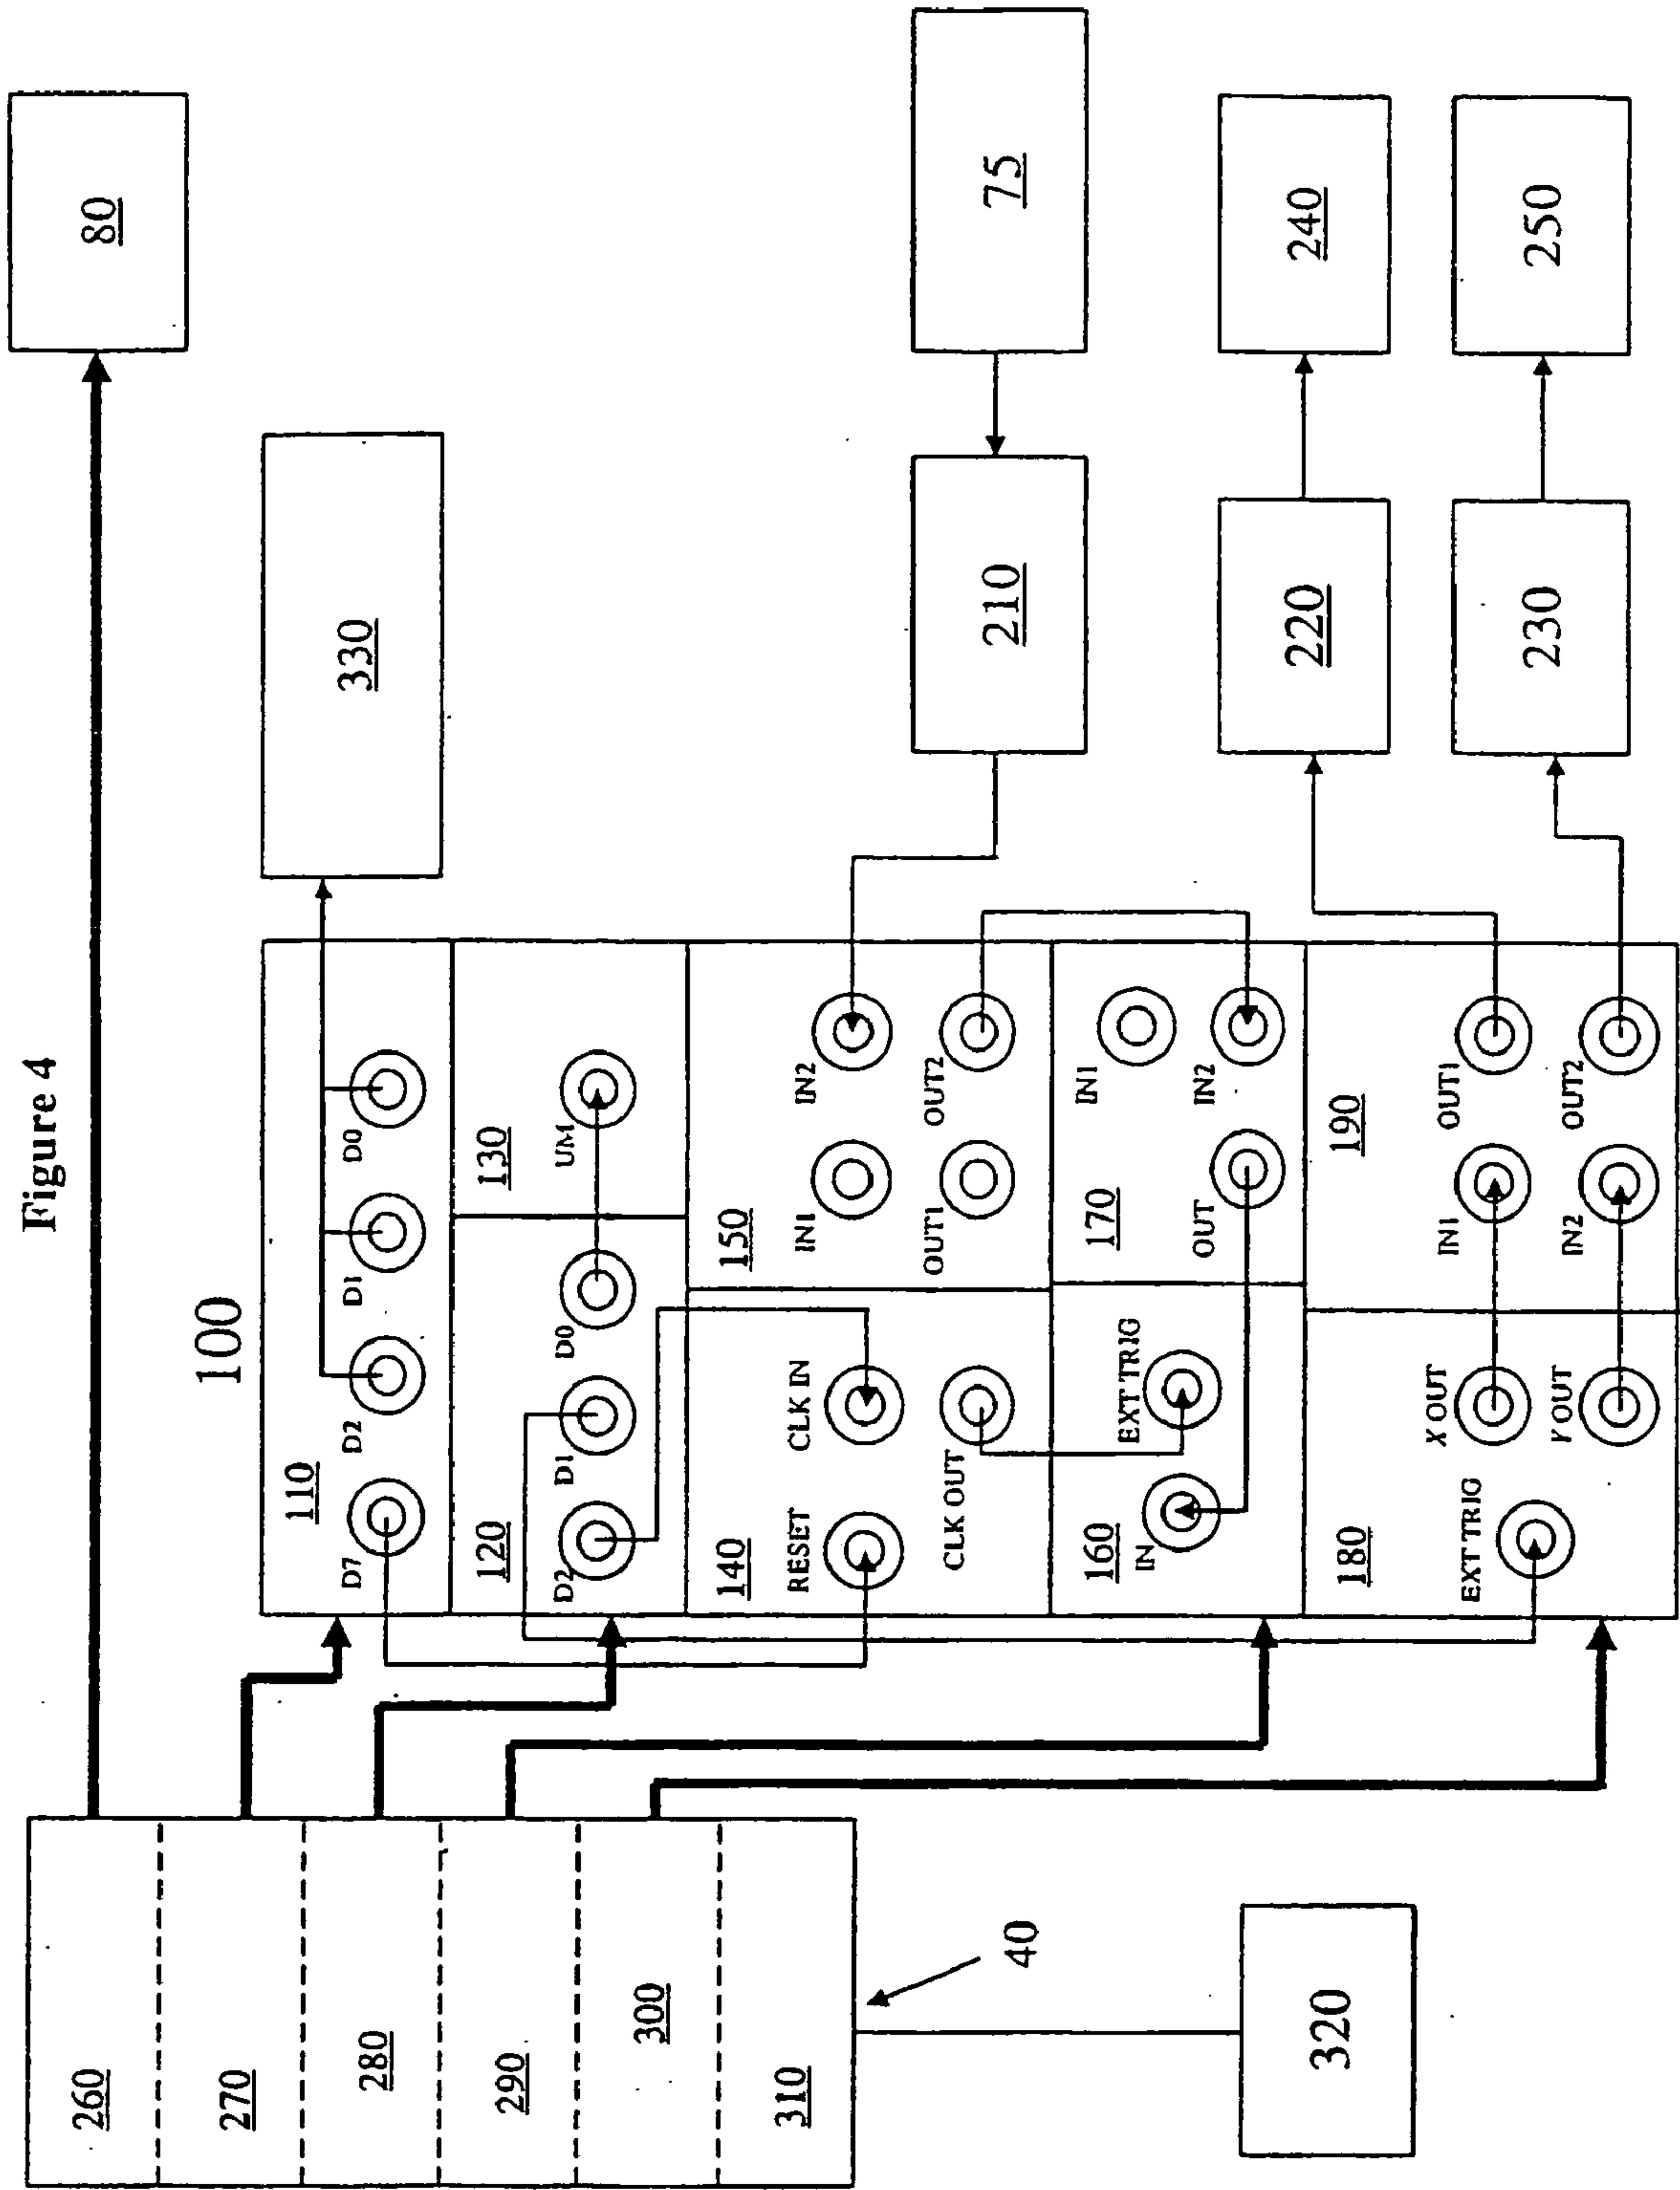 Figure 4
80
330
100
110
D7
D2
D1
D0
120
D2
D1
D0
130
UM
140
RESET
CLK IN
CLK OUT
150
IN1
IN2
OUT1
OUT2
160
IN
EXT TRIG
170
OUT
IN1
IN2
180
EXT TRIG
X OUT
Y OUT
190
IN1
IN2
OUT1
OUT2
75
210
220
240
230
250
260
270
280
290
300
310
40
320